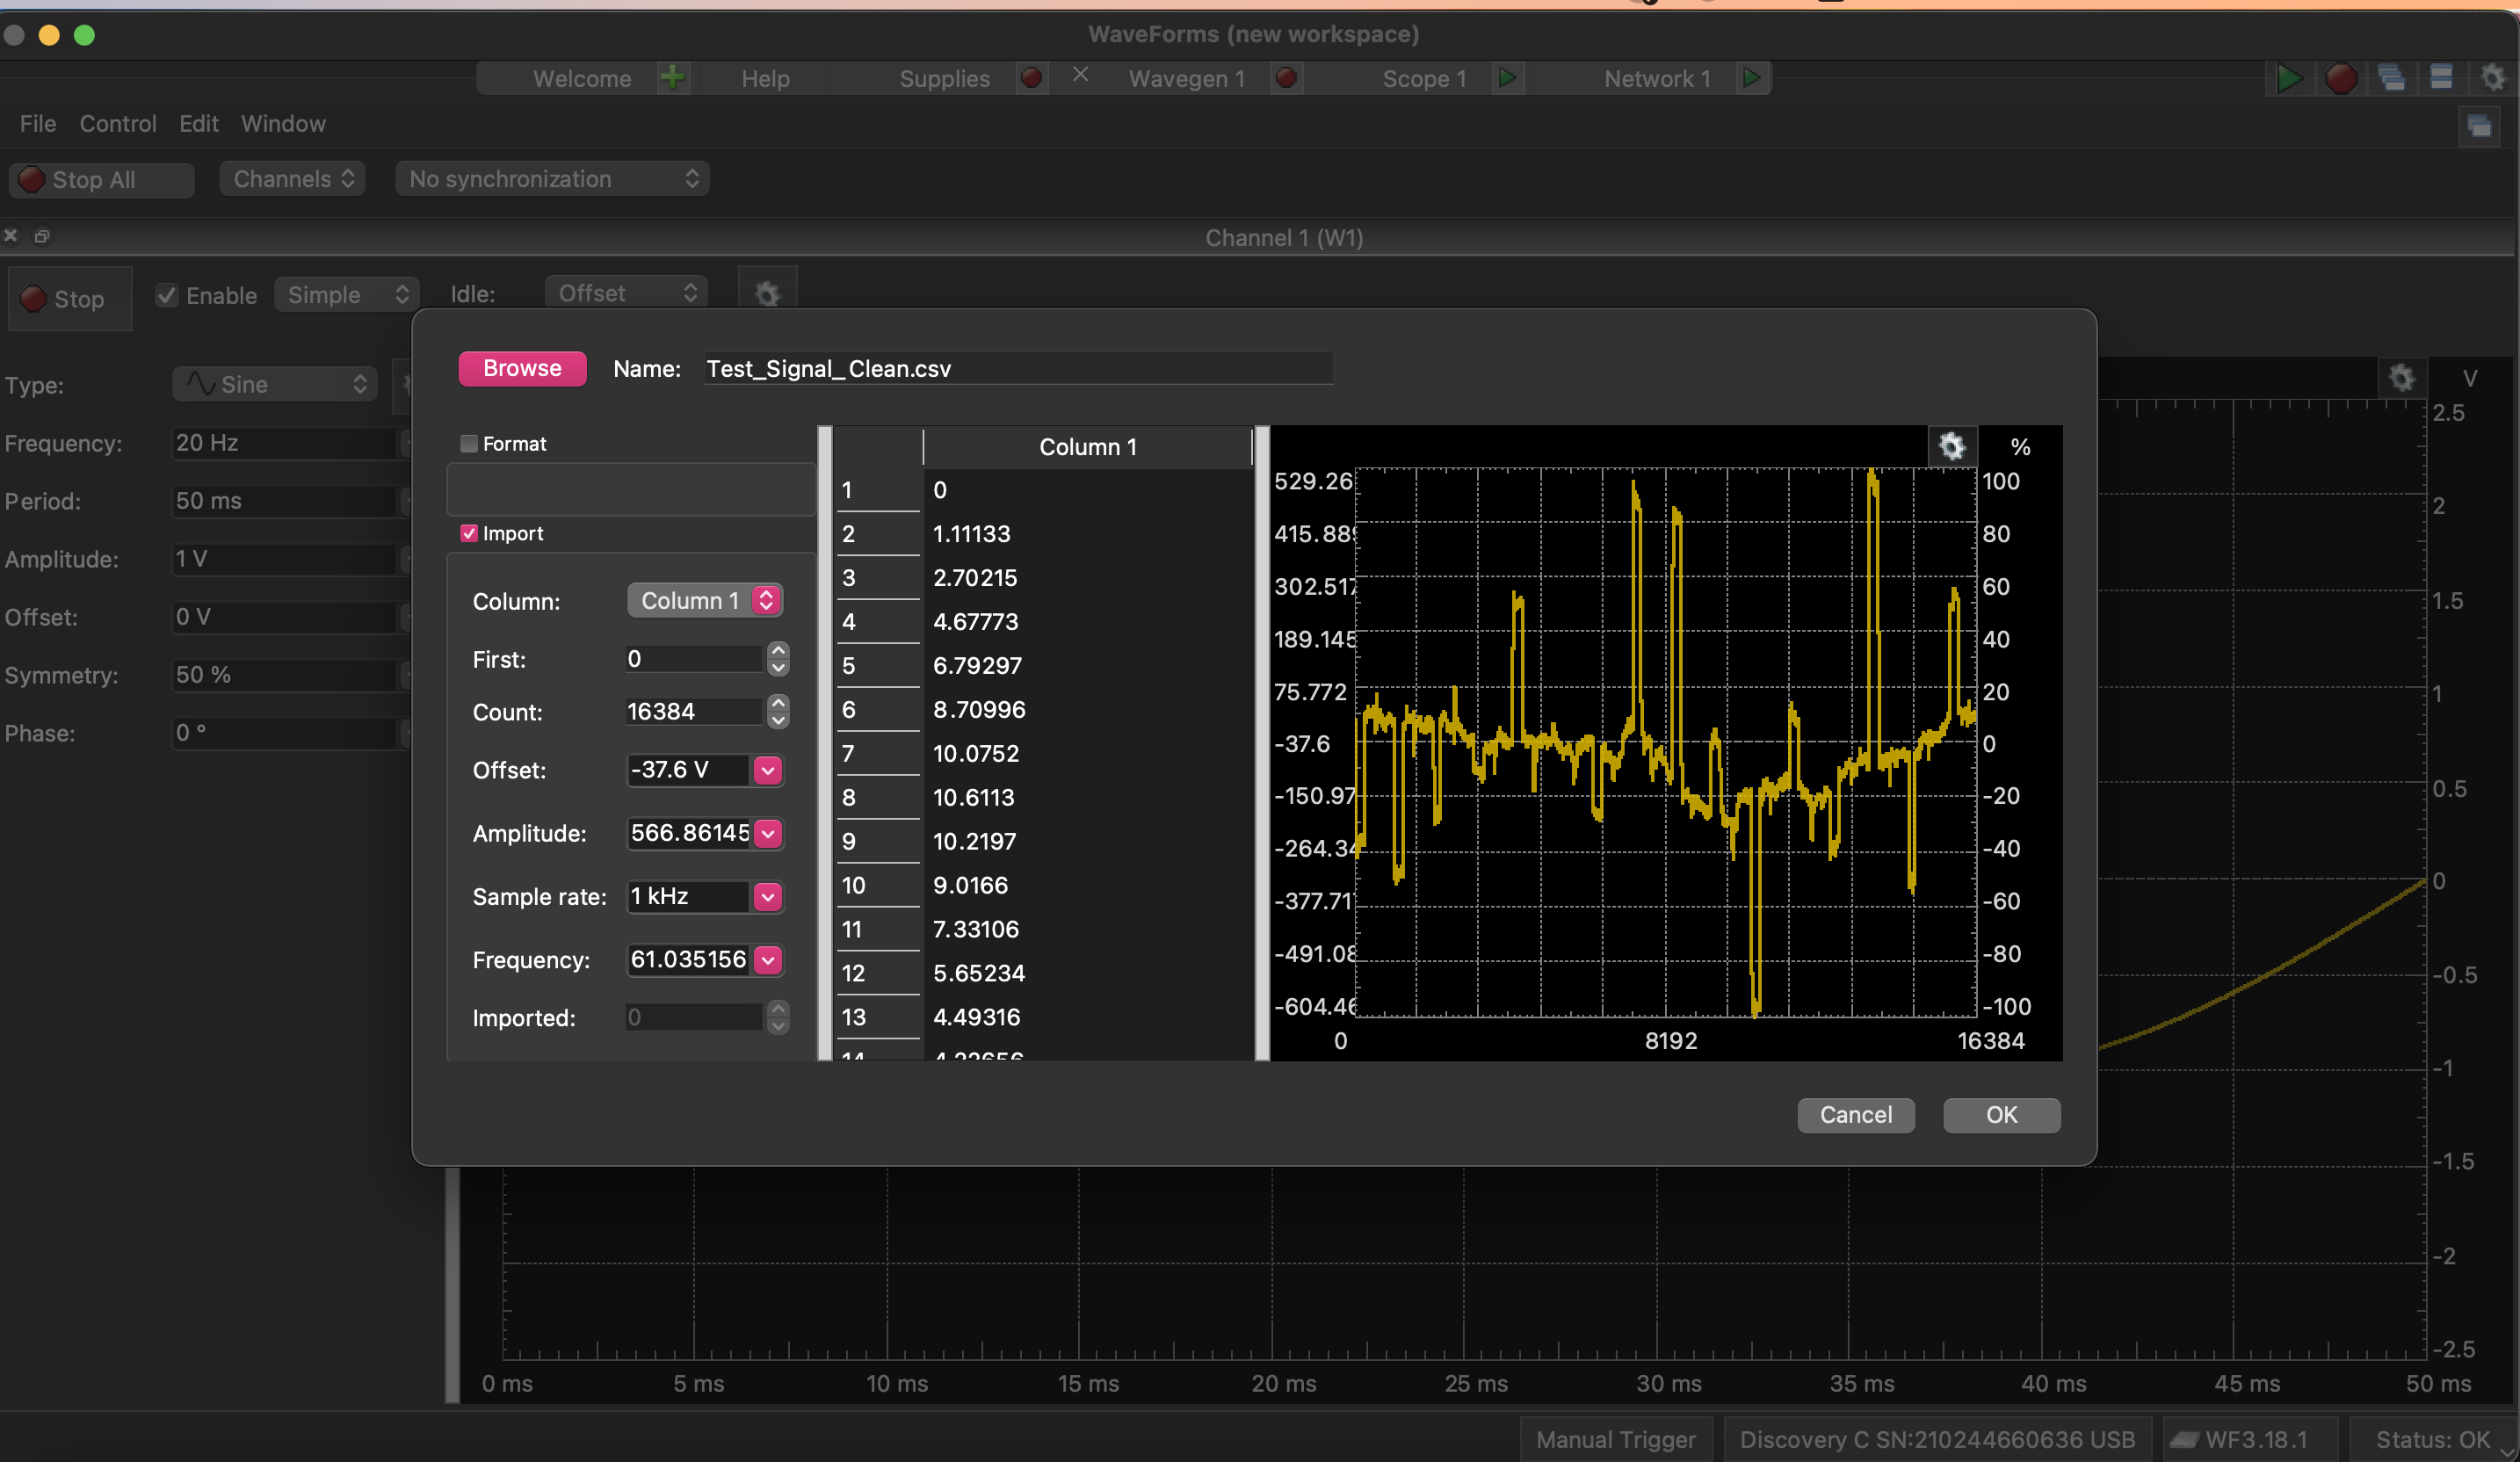 WaveForms (new workspace)
Welcome Help Supplies Wavegen 1 Scope 1 Network 1
File Control Edit Window
Stop All Channels No synchronization
Channel 1 (W1)
Stop Enable Simple Idle: Offset
Type: Sine
Frequency: 20 Hz
Period: 50 ms
Amplitude: 1 V
Offset: 0 V
Symmetry: 50 %
Phase: 0 °
Browse Name: Test_Signal_Clean.csv
Format
Import
Column: Column 1
First: 0
Count: 16384
Offset: -37.6 V
Amplitude: 566.86145
Sample rate: 1 kHz
Frequency: 61.035156
Imported: 0
Column 1
1 0
2 1.11133
3 2.70215
4 4.67773
5 6.79297
6 8.70996
7 10.0752
8 10.6113
9 10.2197
10 9.0166
11 7.33106
12 5.65234
13 4.49316
14
%
529.26 100
415.88 80
302.517 60
189.145 40
75.772 20
-37.6 0
-150.97 -20
-264.34 -40
-377.71 -60
-491.08 -80
-604.46 -100
0 8192 16384
Cancel OK
V
2.5
2
1.5
1
0.5
0
-0.5
-1
-1.5
-2
-2.5
0 ms 5 ms 10 ms 15 ms 20 ms 25 ms 30 ms 35 ms 40 ms 45 ms 50 ms
Manual Trigger Discovery C SN:210244660636 USB WF3.18.1 Status: OK